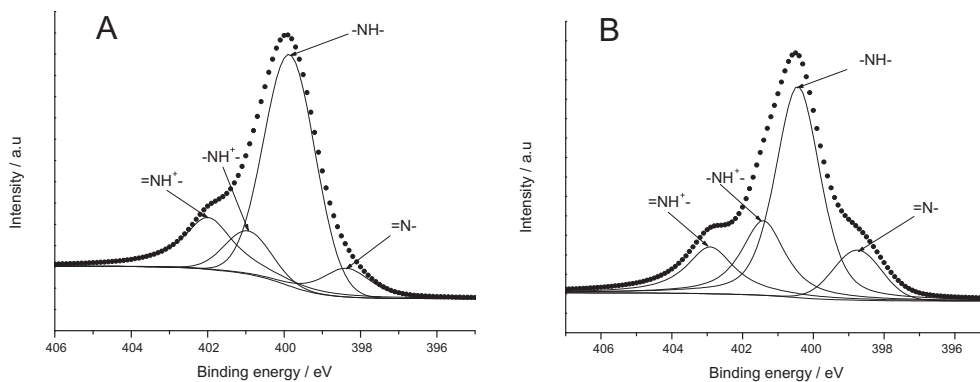 A
-NH-
-NH⁺-
=NH⁺-
=N-
Intensity / a.u
406 404 402 400 398 396
Binding energy / eV
B
-NH-
-NH⁺-
=NH⁺-
=N-
Intensity / a.u
406 404 402 400 398 396
Binding energy / eV